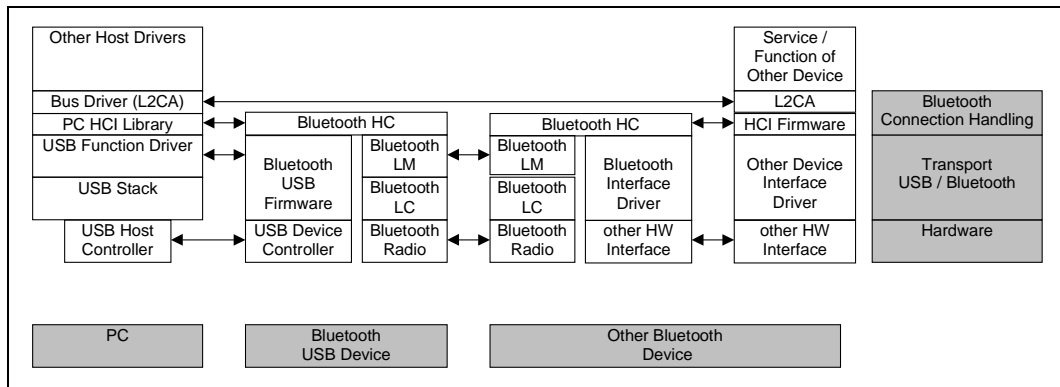 Other Host Drivers
Bus Driver (L2CA)
PC HCI Library
USB Function Driver
USB Stack
USB Host
Controller
Bluetooth HC
Bluetooth
USB
Firmware
USB Device
Controller
Bluetooth
LM
Bluetooth
LC
Bluetooth
Radio
Bluetooth HC
Bluetooth
LM
Bluetooth
LC
Bluetooth
Radio
Bluetooth
Interface
Driver
other HW
Interface
Service /
Function of
Other Device
L2CA
HCI Firmware
Other Device
Interface
Driver
other HW
Interface
Bluetooth
Connection Handling
Transport
USB / Bluetooth
Hardware
PC
Bluetooth
USB Device
Other Bluetooth
Device